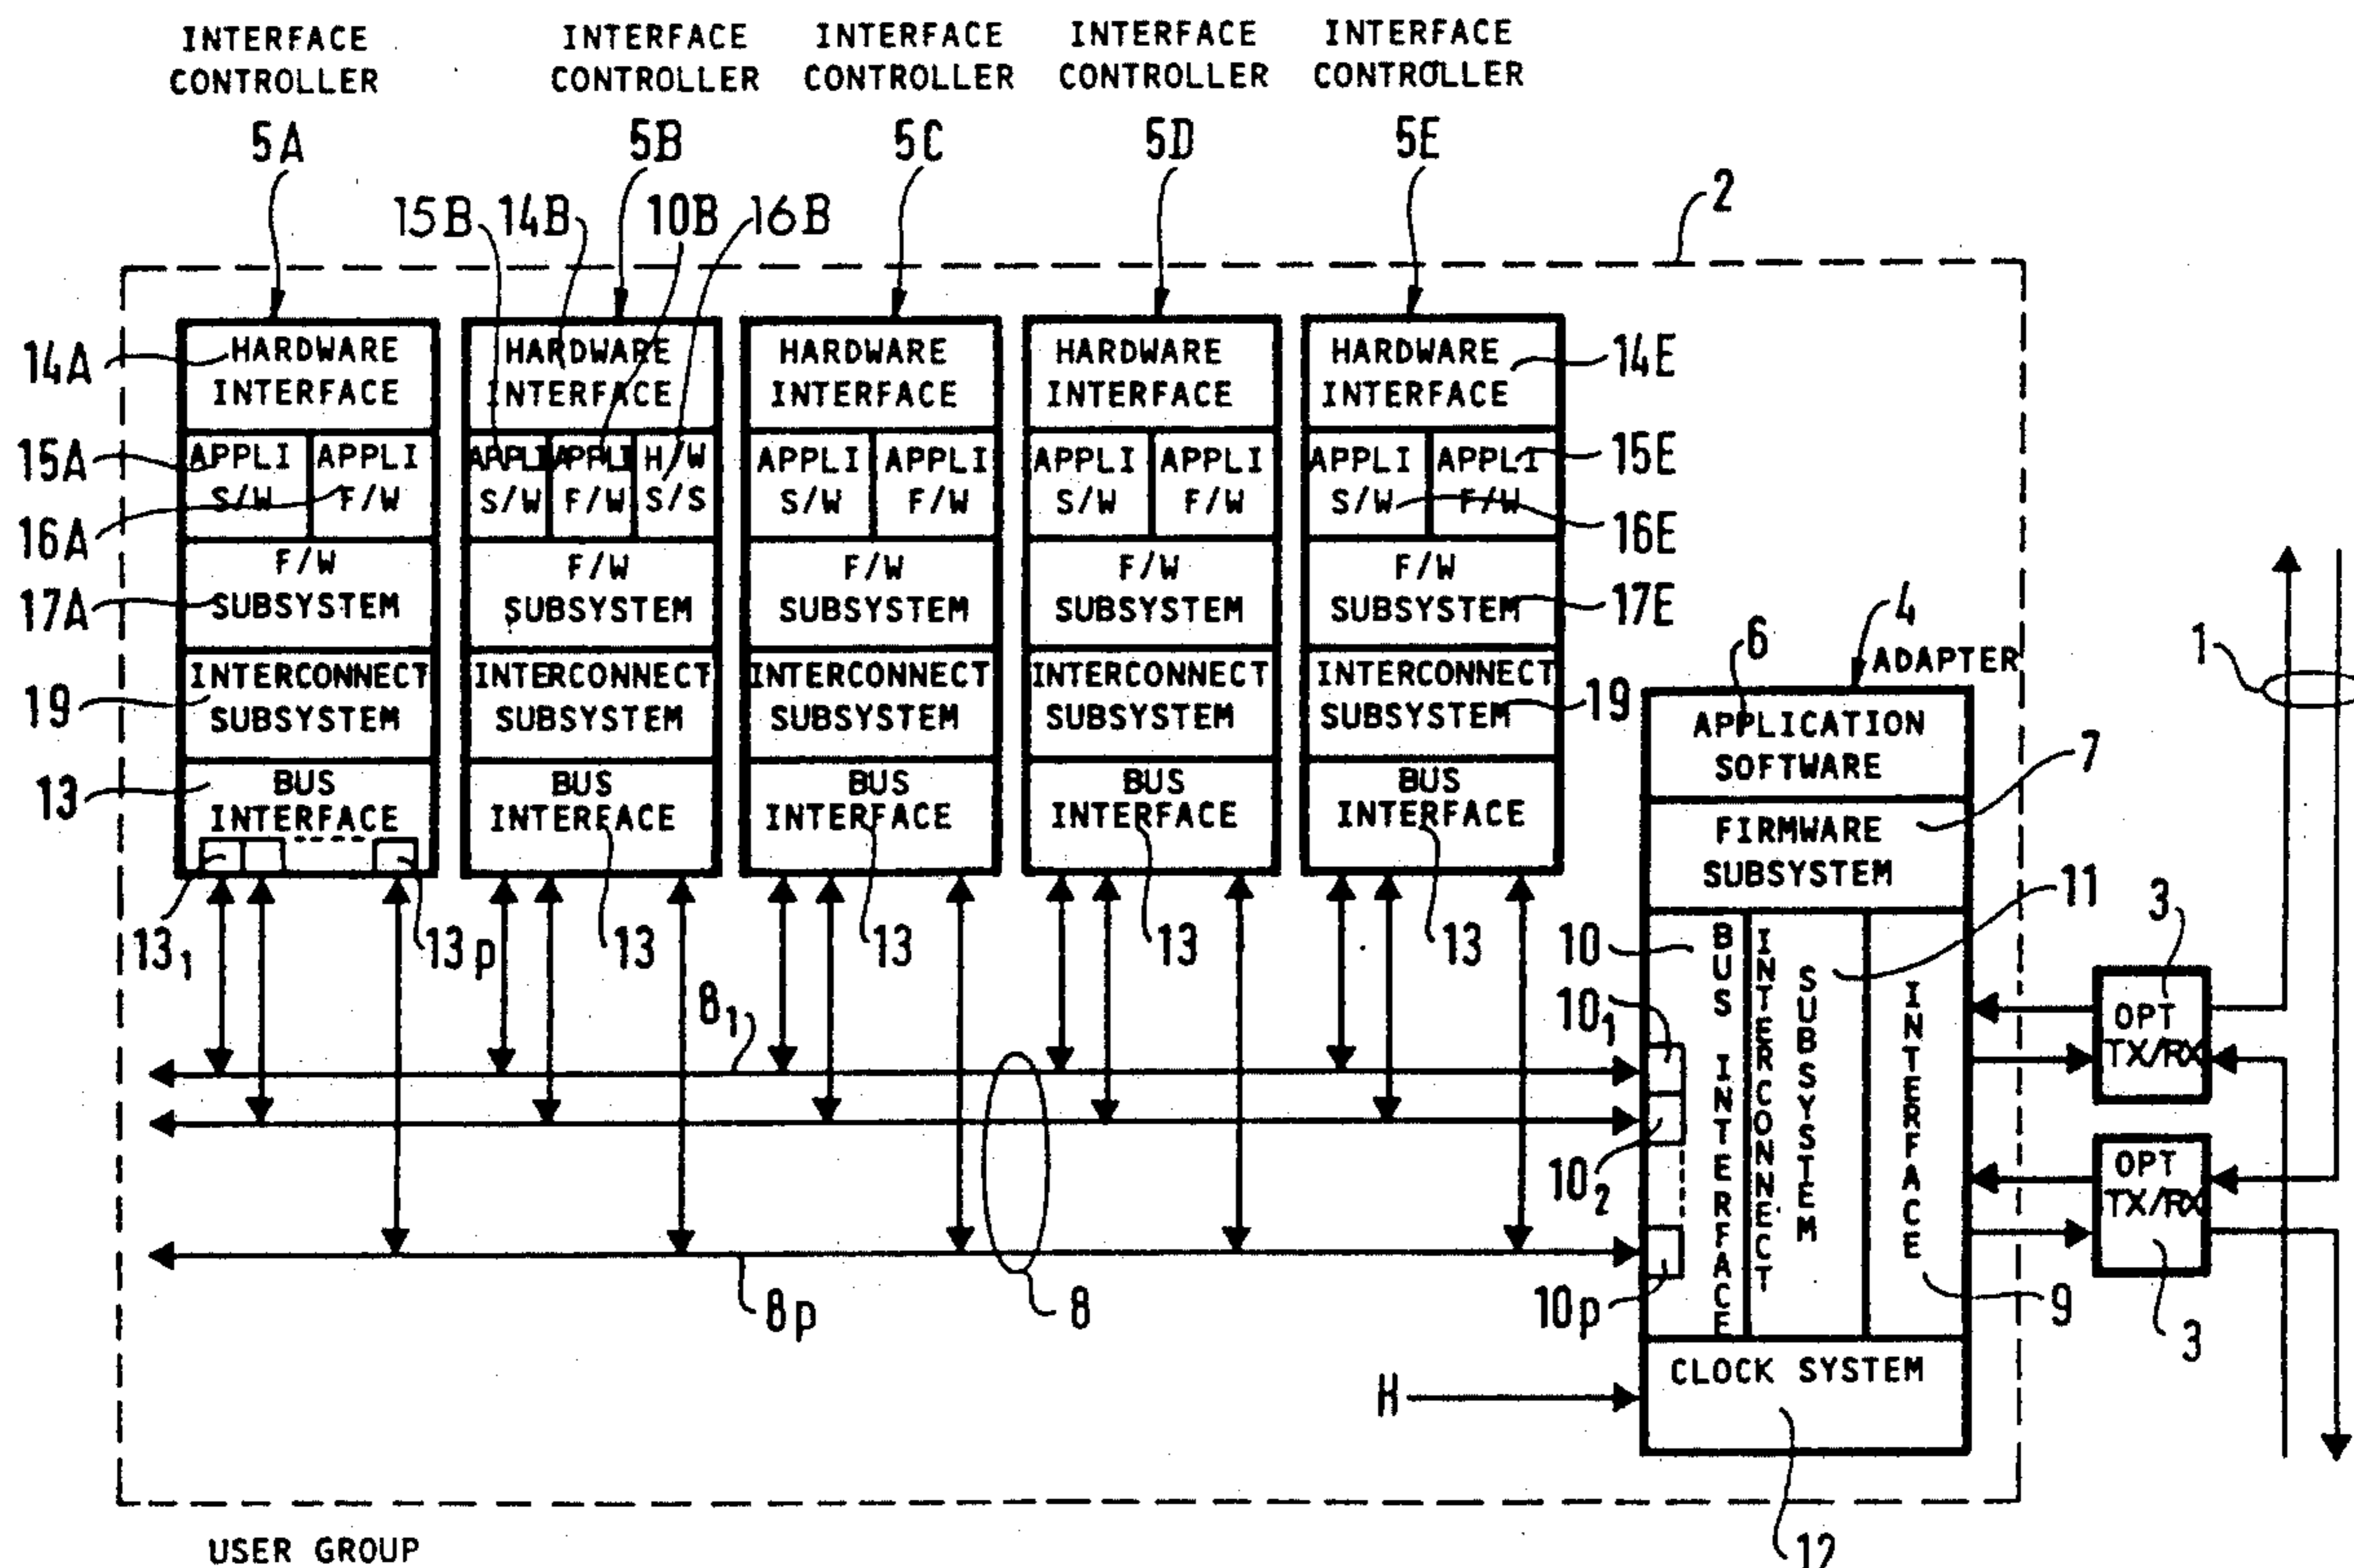 INTERFACE CONTROLLER
INTERFACE CONTROLLER
INTERFACE CONTROLLER
INTERFACE CONTROLLER
INTERFACE CONTROLLER
5A
5B
5C
5D
5E
2
15B
14B
10B
16B
14A
HARDWARE
INTERFACE
15A
APPLI
S/W
APPLI
F/W
16A
F/W
SUBSYSTEM
17A
INTERCONNECT
SUBSYSTEM
19
BUS
INTERFACE
13
13₁
13p
HARDWARE
INTERFACE
APPLI
S/W
APPLI
F/W
H/W
S/S
F/W
SUBSYSTEM
INTERCONNECT
SUBSYSTEM
BUS
INTERFACE
13
HARDWARE
INTERFACE
APPLI
S/W
APPLI
F/W
F/W
SUBSYSTEM
INTERCONNECT
SUBSYSTEM
BUS
INTERFACE
13
HARDWARE
INTERFACE
APPLI
S/W
APPLI
F/W
F/W
SUBSYSTEM
INTERCONNECT
SUBSYSTEM
BUS
INTERFACE
13
HARDWARE
INTERFACE
14E
APPLI
S/W
APPLI
F/W
15E
16E
F/W
SUBSYSTEM
17E
INTERCONNECT
SUBSYSTEM
19
BUS
INTERFACE
13
8₁
8p
8
4
ADAPTER
6
APPLICATION
SOFTWARE
7
FIRMWARE
SUBSYSTEM
11
10
10₁
10₂
10p
BUS INTERFACE
INTERCONNECT
SUBSYSTEM
INTERFACE
9
CLOCK SYSTEM
H
12
1
3
OPT
TX/RX
OPT
TX/RX
3
USER GROUP